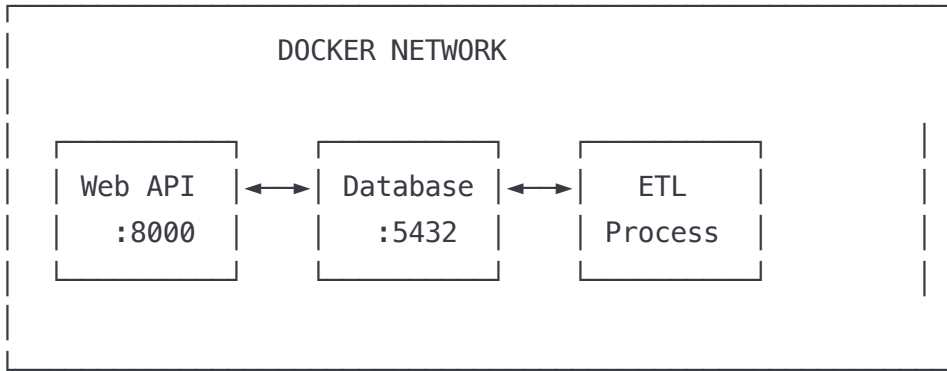 DOCKER NETWORK
Web API Database ETL
:8000 :5432 Process